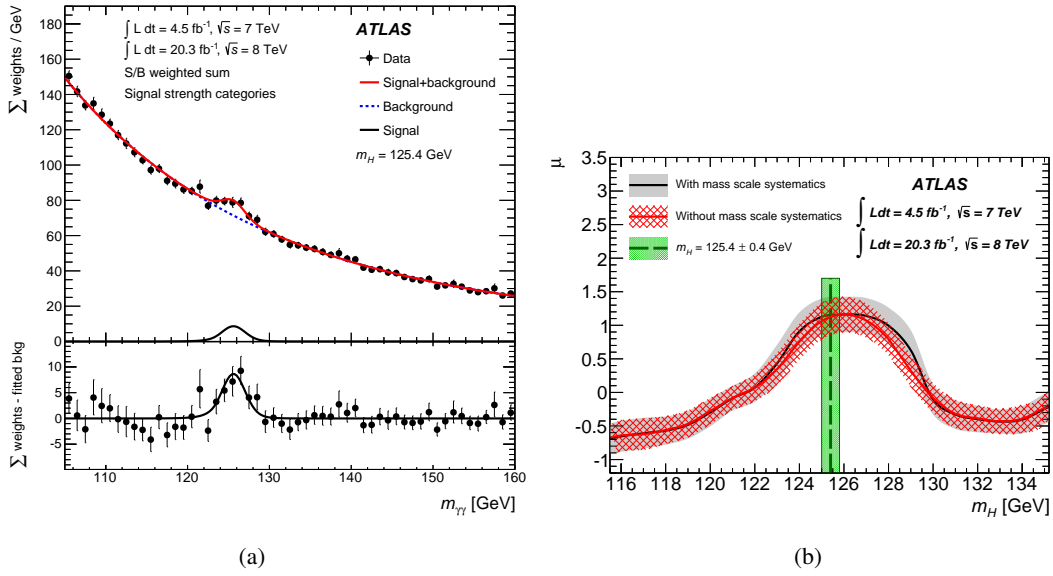 Σ weights / GeV
190
180
160
140
120
100
80
60
40
20
0
∫ L dt = 4.5 fb⁻¹, √s = 7 TeV
∫ L dt = 20.3 fb⁻¹, √s = 8 TeV
S/B weighted sum
Signal strength categories
ATLAS
Data
Signal+background
Background
Signal
m_H = 125.4 GeV
Σ weights - fitted bkg
10
5
0
-5
110 120 130 140 150 160
m_γγ [GeV]
(a)
μ
3.5
3
2.5
2
1.5
1
0.5
0
-0.5
-1
With mass scale systematics
Without mass scale systematics
m_H = 125.4 ± 0.4 GeV
ATLAS
∫ Ldt = 4.5 fb⁻¹, √s = 7 TeV
∫ Ldt = 20.3 fb⁻¹, √s = 8 TeV
116 118 120 122 124 126 128 130 132 134
m_H [GeV]
(b)